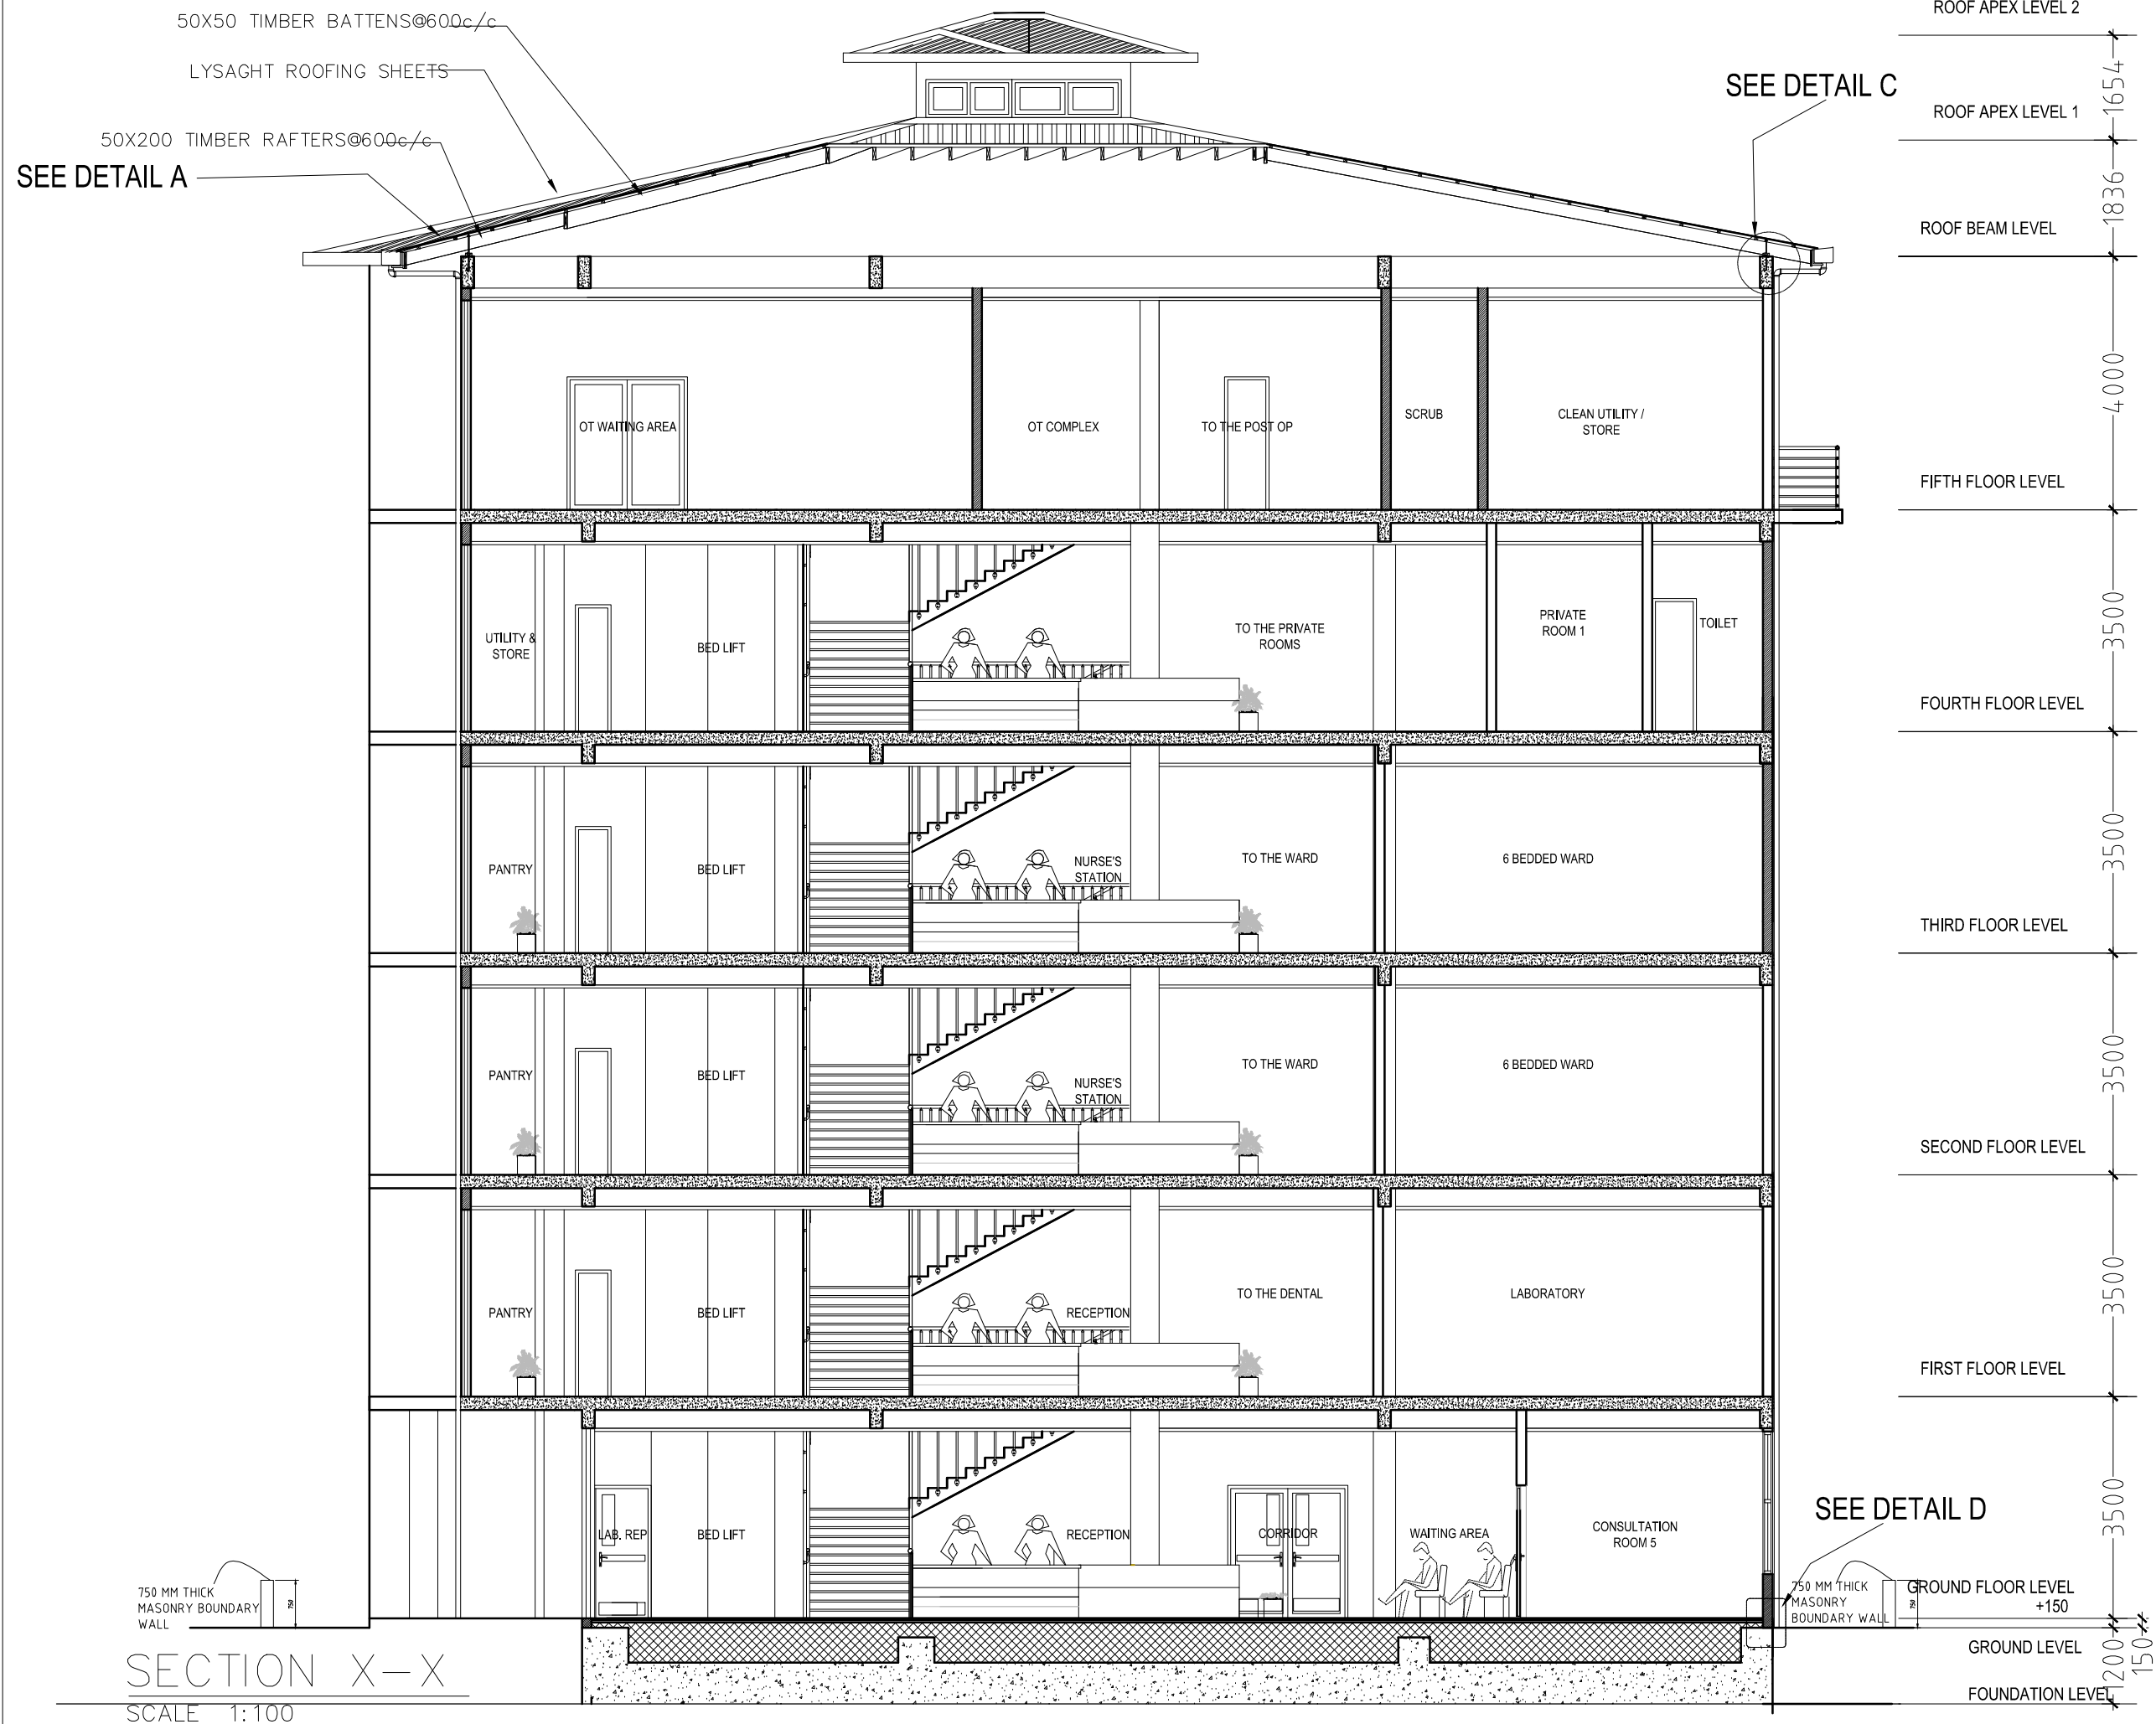 50X50 TIMBER BATTENS@600c/c
LYSAGHT ROOFING SHEETS
50X200 TIMBER RAFTERS@600c/c
SEE DETAIL A
SEE DETAIL C
ROOF APEX LEVEL 2
1654
ROOF APEX LEVEL 1
1836
ROOF BEAM LEVEL
4000
OT WAITING AREA
OT COMPLEX
TO THE POST OP
SCRUB
CLEAN UTILITY /
STORE
FIFTH FLOOR LEVEL
3500
UTILITY &
STORE
BED LIFT
TO THE PRIVATE
ROOMS
PRIVATE
ROOM 1
TOILET
FOURTH FLOOR LEVEL
3500
PANTRY
BED LIFT
NURSE'S
STATION
TO THE WARD
6 BEDDED WARD
THIRD FLOOR LEVEL
3500
PANTRY
BED LIFT
NURSE'S
STATION
TO THE WARD
6 BEDDED WARD
SECOND FLOOR LEVEL
3500
PANTRY
BED LIFT
RECEPTION
TO THE DENTAL
LABORATORY
FIRST FLOOR LEVEL
3500
LAB. REP
BED LIFT
RECEPTION
CORRIDOR
WAITING AREA
CONSULTATION
ROOM 5
SEE DETAIL D
750 MM THICK
MASONRY BOUNDARY
WALL
750
750 MM THICK
MASONRY
BOUNDARY WALL
750
GROUND FLOOR LEVEL
+150
GROUND LEVEL
1200
150
FOUNDATION LEVEL
SECTION X-X
SCALE 1:100